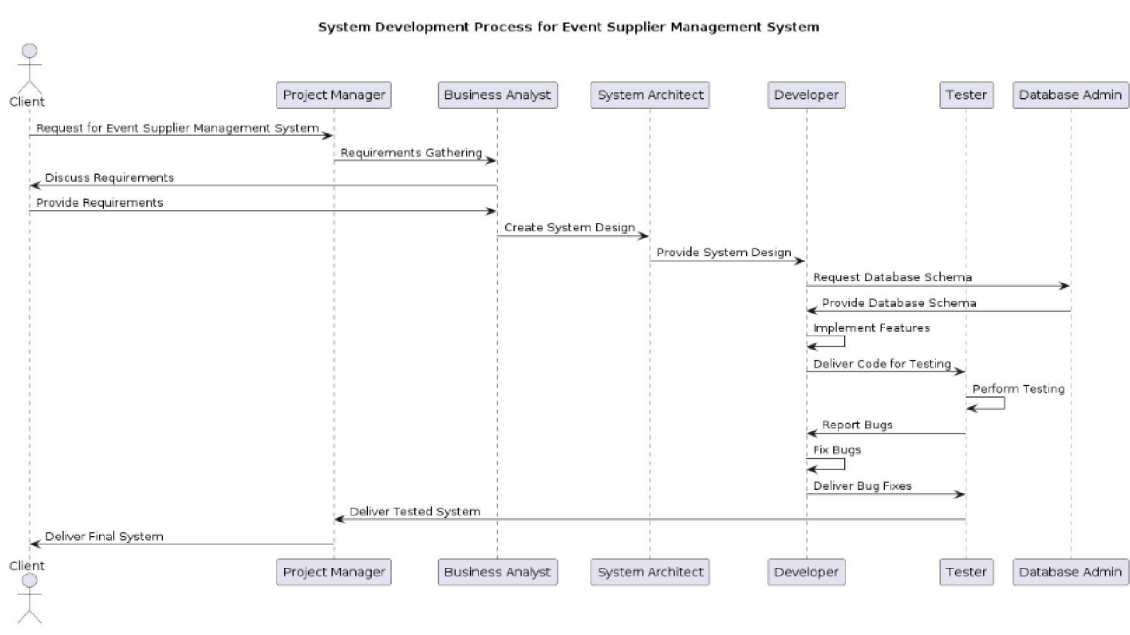 System Development Process for Event Supplier Management System
Client
Project Manager
Business Analyst
System Architect
Developer
Tester
Database Admin
Request for Event Supplier Management System
Requirements Gathering
Discuss Requirements
Provide Requirements
Create System Design
Provide System Design
Request Database Schema
Provide Database Schema
Implement Features
Deliver Code for Testing
Perform Testing
Report Bugs
Fix Bugs
Deliver Bug Fixes
Deliver Tested System
Deliver Final System
Client
Project Manager
Business Analyst
System Architect
Developer
Tester
Database Admin